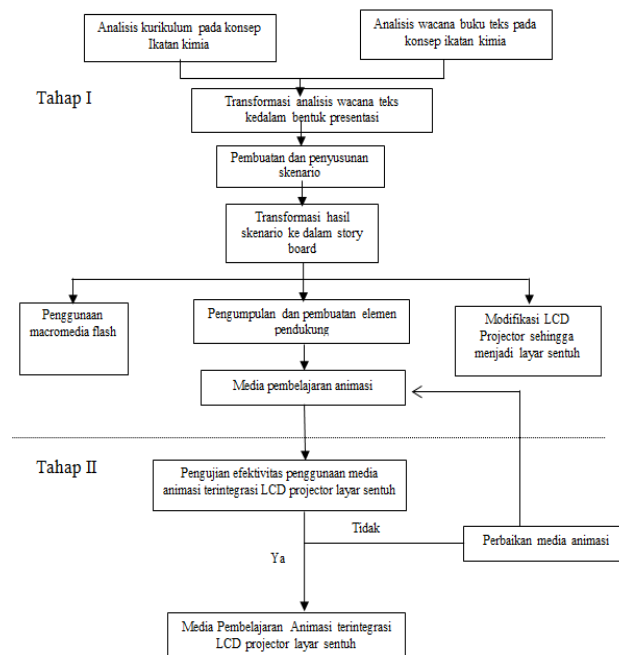 Analisis kurikulum pada konsep
Ikatan kimia
Analisis wacana buku teks pada
konsep ikatan kimia
Tahap I
Transformasi analisis wacana teks
kedalam bentuk presentasi
Pembuatan dan penyusunan
skenario
Transformasi hasil
skenario ke dalam story
board
Penggunaan
macromedia flash
Pengumpulan dan pembuatan elemen
pendukung
Modifikasi LCD
Projector sehingga
menjadi layar sentuh
Media pembelajaran animasi
Tahap II
Pengujian efektivitas penggunaan media
animasi terintegrasi LCD projector layar sentuh
Tidak
Perbaikan media animasi
Ya
Media Pembelajaran Animasi terintegrasi
LCD projector layar sentuh